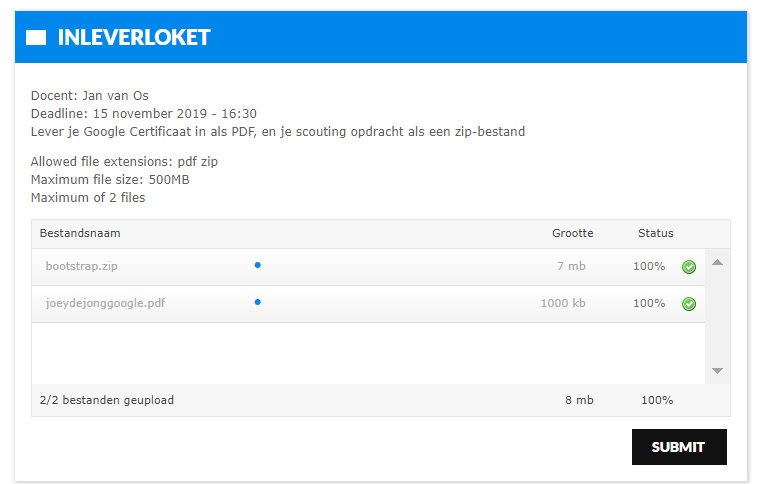 INLEVERLOKET
Docent: Jan van Os
Deadline: 15 november 2019 - 16:30
Lever je Google Certificaat in als PDF, en je scouting opdracht als een zip-bestand
Allowed file extensions: pdf zip
Maximum file size: 500MB
Maximum of 2 files
Bestandsnaam Grootte Status
bootstrap.zip 7 mb 100%
joeydejonggoogle.pdf 1000 kb 100%
2/2 bestanden geupload 8 mb 100%
SUBMIT